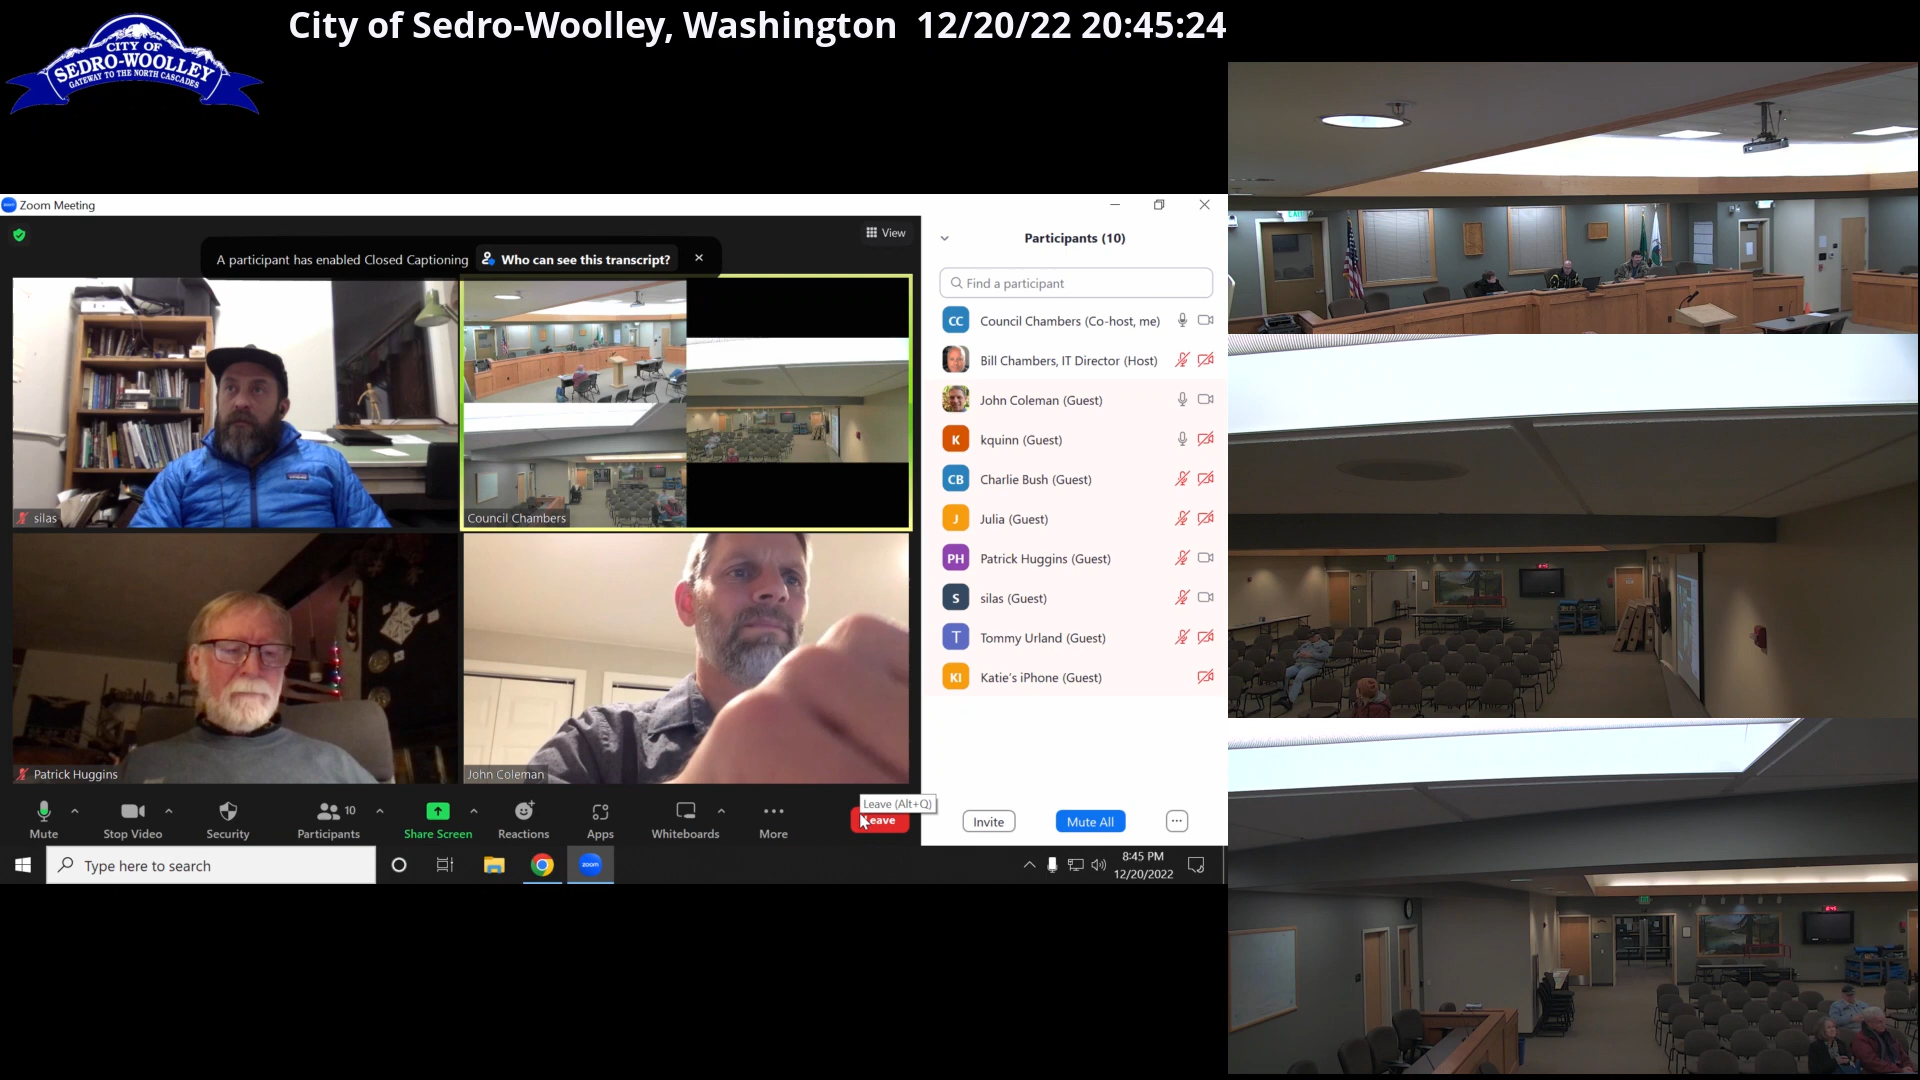 City of Sedro-Woolley, Washington 12/20/22 20:45:24
CITY OF
SEDRO-WOOLLEY
GATEWAY TO THE NORTH CASCADES
Zoom Meeting
View
A participant has enabled Closed Captioning
Who can see this transcript?
silas
Council Chambers
Patrick Huggins
John Coleman
Participants (10)
Find a participant
CC Council Chambers (Co-host, me)
Bill Chambers, IT Director (Host)
John Coleman (Guest)
K kquinn (Guest)
CB Charlie Bush (Guest)
J Julia (Guest)
PH Patrick Huggins (Guest)
S silas (Guest)
T Tommy Urland (Guest)
KI Katie's iPhone (Guest)
Leave (Alt+Q)
Mute
Stop Video
Security
10
Participants
Share Screen
Reactions
Apps
Whiteboards
More
Invite
Mute All
Type here to search
zoom
8:45 PM
12/20/2022